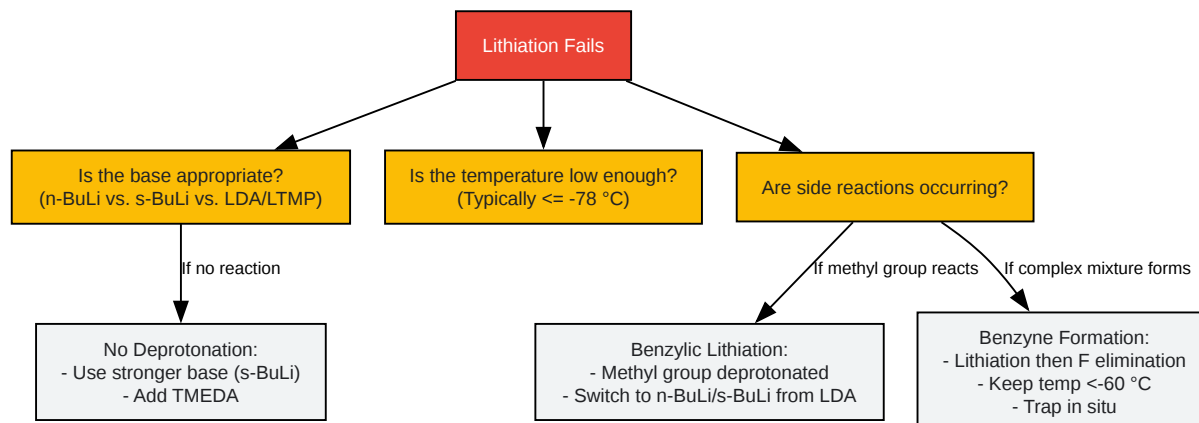 Lithiation Fails
Is the base appropriate?
(n-BuLi vs. s-BuLi vs. LDA/LTMP)
Is the temperature low enough?
(Typically <= -78 °C)
Are side reactions occurring?
If no reaction
If methyl group reacts
If complex mixture forms
No Deprotonation:
- Use stronger base (s-BuLi)
- Add TMEDA
Benzylic Lithiation:
- Methyl group deprotonated
- Switch to n-BuLi/s-BuLi from LDA
Benzyne Formation:
- Lithiation then F elimination
- Keep temp <-60 °C
- Trap in situ